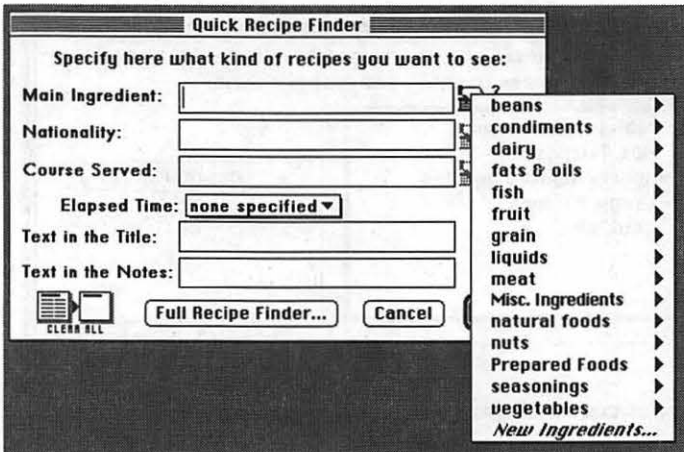 Quick Recipe Finder
Specify here what kind of recipes you want to see:
Main Ingredient:
?
Nationality:
Course Served:
Elapsed Time: none specified
Text in the Title:
Text in the Notes:
CLEAR ALL
Full Recipe Finder...
Cancel
beans
condiments
dairy
fats & oils
fish
fruit
grain
liquids
meat
Misc. Ingredients
natural foods
nuts
Prepared Foods
seasonings
vegetables
New Ingredients...